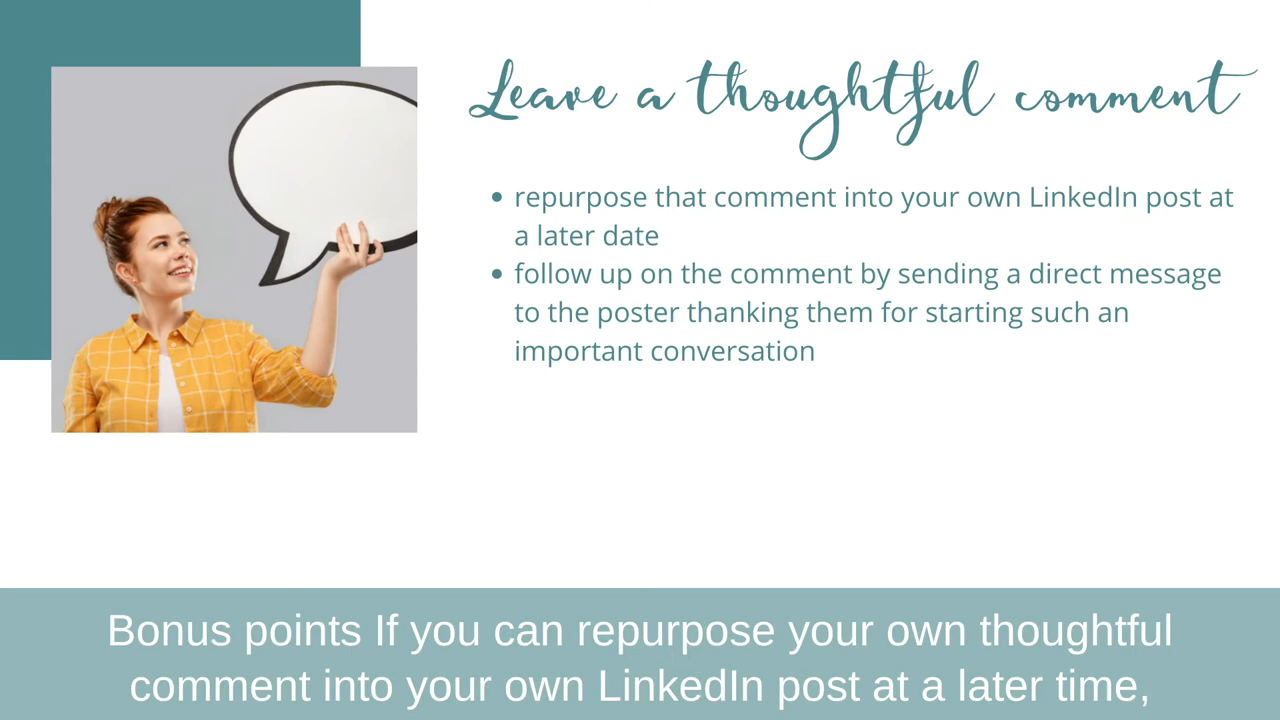 Leave a thoughtful comment
• repurpose that comment into your own LinkedIn post at
a later date
• follow up on the comment by sending a direct message
to the poster thanking them for starting such an
important conversation
Bonus points If you can repurpose your own thoughtful
comment into your own LinkedIn post at a later time,